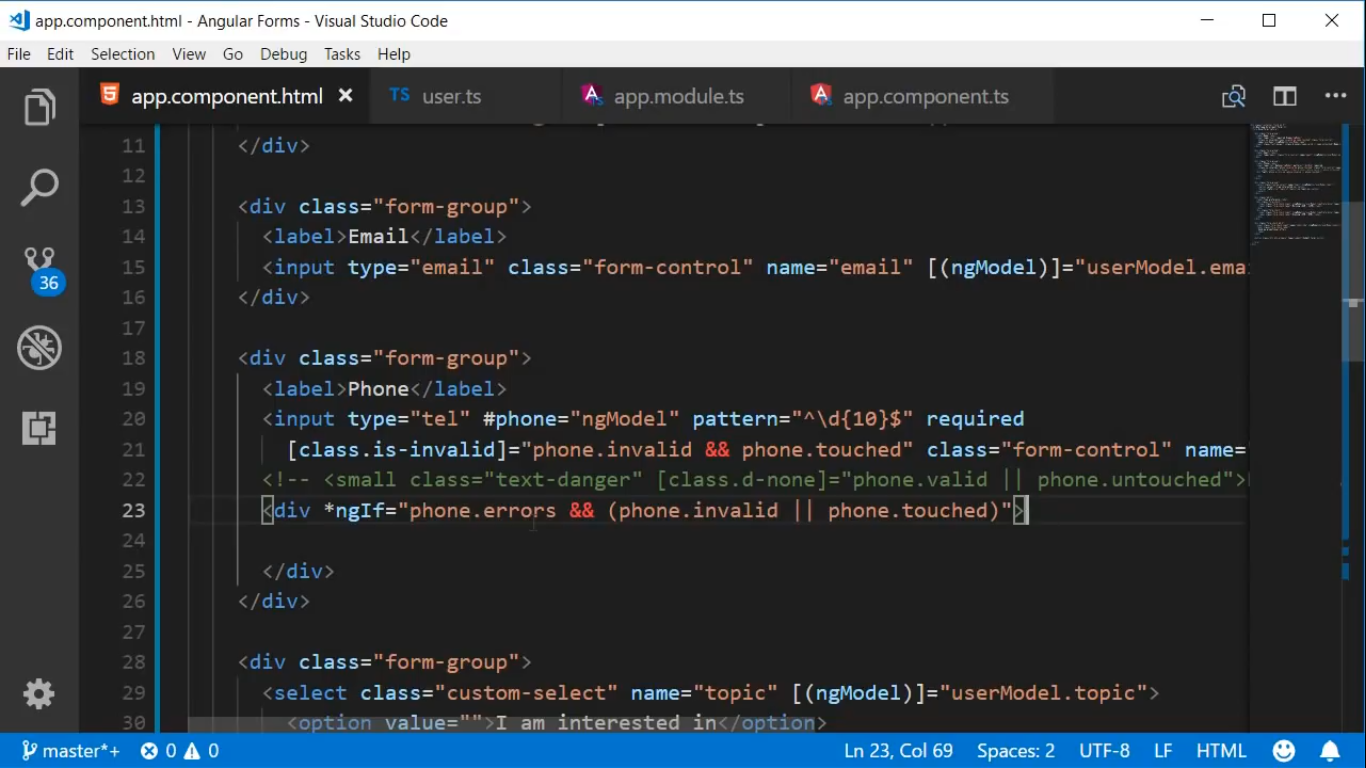 app.component.html - Angular Forms - Visual Studio Code
File Edit Selection View Go Debug Tasks Help
app.component.html TS user.ts app.module.ts app.component.ts
11 </div>
12
13 <div class="form-group">
14 <label>Email</label>
15 <input type="email" class="form-control" name="email" [(ngModel)]="userModel.emai
16 </div>
17
18 <div class="form-group">
19 <label>Phone</label>
20 <input type="tel" #phone="ngModel" pattern="^\d{10}$" required
21 [class.is-invalid]="phone.invalid && phone.touched" class="form-control" name="
22 <!-- <small class="text-danger" [class.d-none]="phone.valid || phone.untouched">
23 <div *ngIf="phone.errors && (phone.invalid || phone.touched)">
24
25 </div>
26 </div>
27
28 <div class="form-group">
29 <select class="custom-select" name="topic" [(ngModel)]="userModel.topic">
30 <option value="">I am interested in</option>
36
master*+ 0 0 Ln 23, Col 69 Spaces: 2 UTF-8 LF HTML